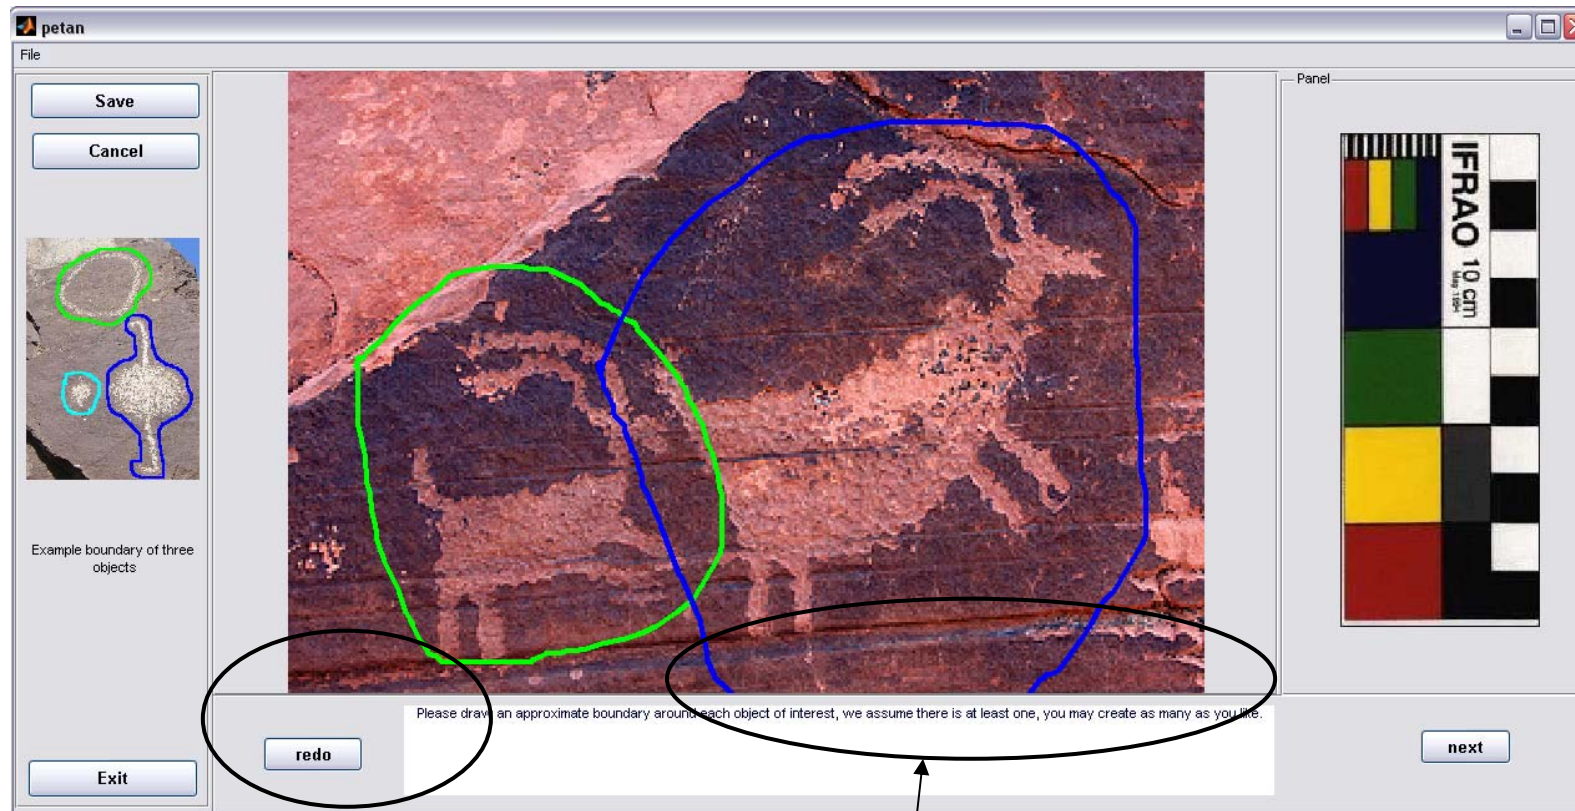 petan
File
Save
Cancel
Example boundary of three
objects
Exit
redo
Please draw an approximate boundary around each object of interest, we assume there is at least one, you may create as many as you like.
next
Panel
IFRAO 10 cm